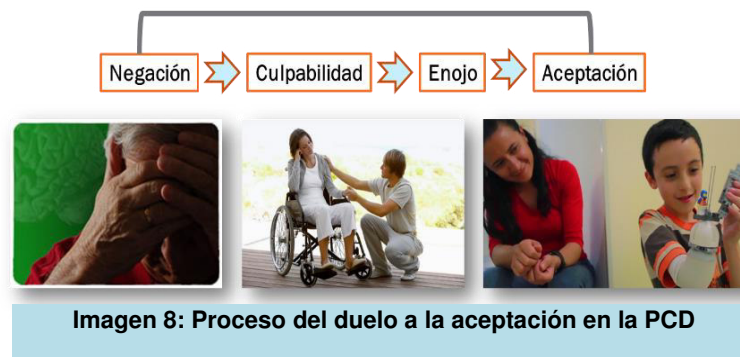 Negación Culpabilidad Enojo Aceptación
Imagen 8: Proceso del duelo a la aceptación en la PCD